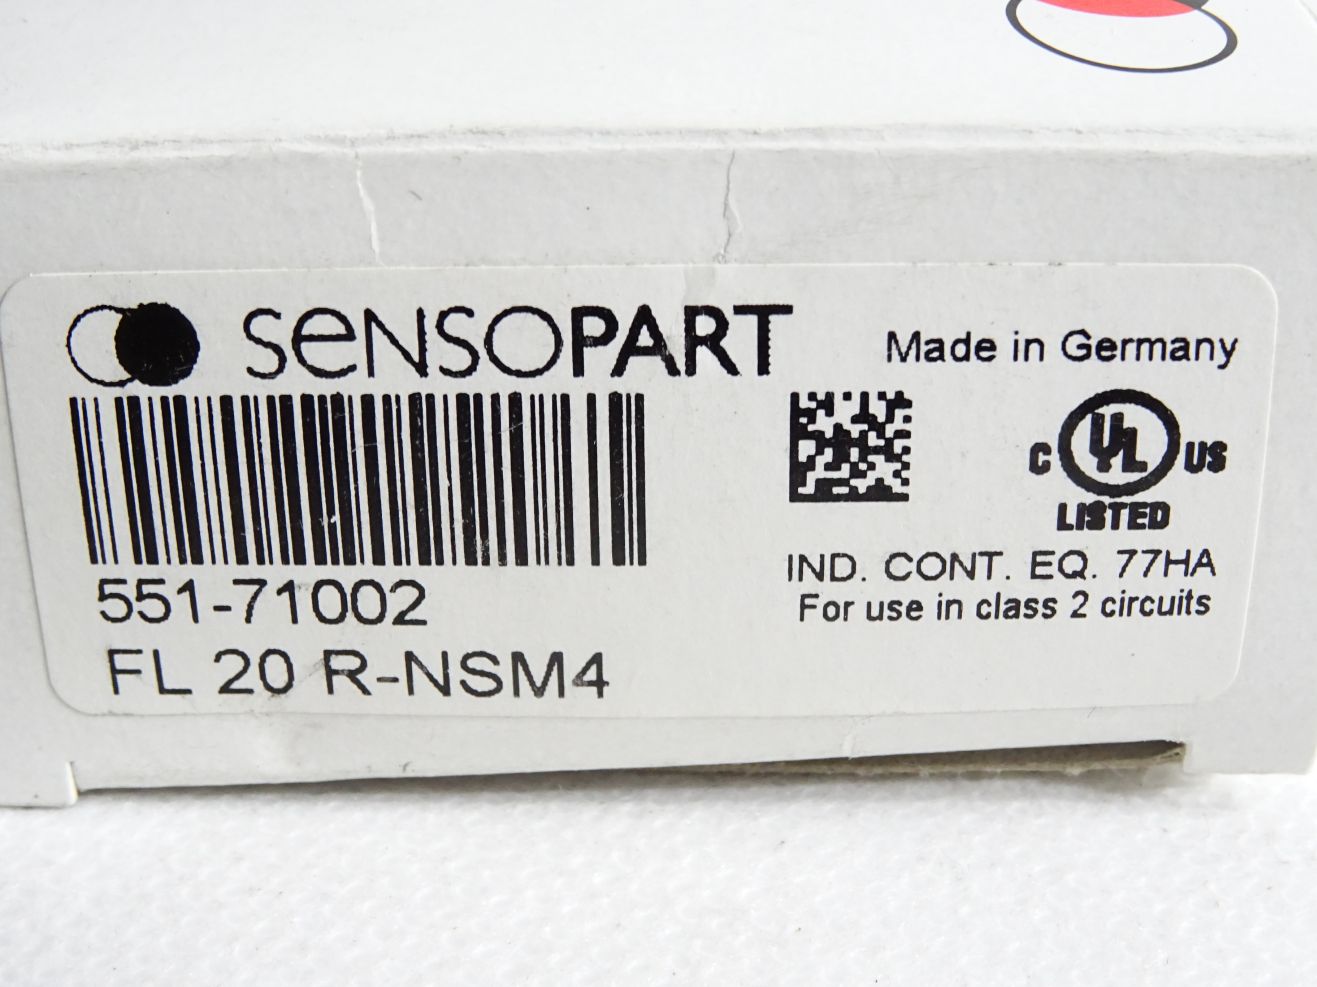 SENSOPART
Made in Germany
C UL US
LISTED
IND. CONT. EQ. 77HA
For use in class 2 circuits
551-71002
FL 20 R-NSM4